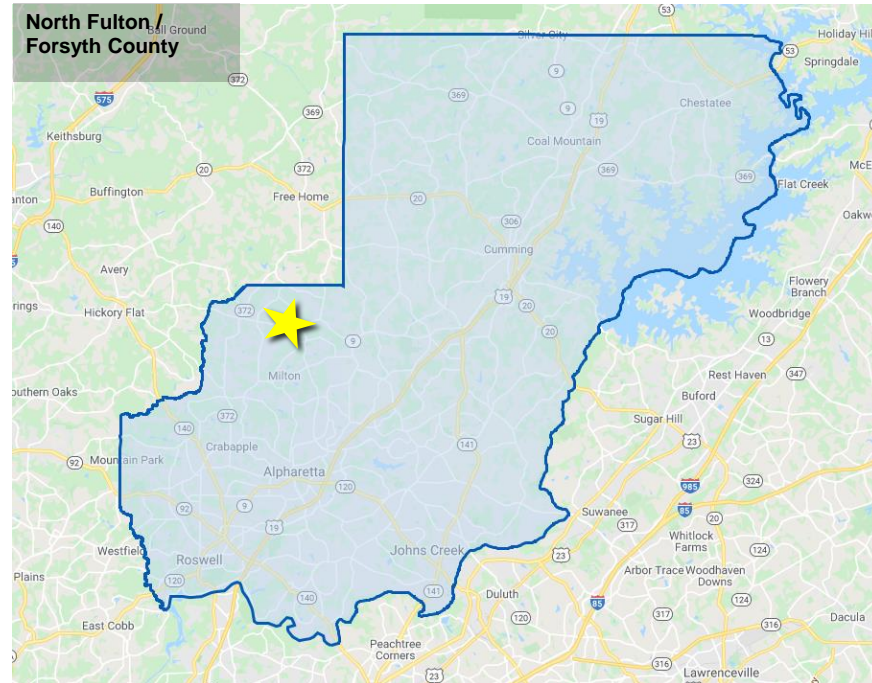 North Fulton /
Forsyth County
Ball Ground
Silver City
53
Holiday Hil
53
Springdale
372
9
575
369
369
Chestatee
9
19
Keithsburg
Coal Mountain
372
20
369
McE
369
Flat Creek
Buffington
anton
Free Home
20
140
306
Oakw
Cumming
Avery
19
20
Flowery
Branch
rings
Hickory Flat
372
Woodbridge
20
9
13
Milton
Rest Haven
347
outhern Oaks
Buford
372
Sugar Hill
140
23
Crabapple
141
92
Mountain Park
Alpharetta
985
324
120
85
92
9
Suwanee
20
19
317
Whitlock
Farms
124
Westfield
Johns Creek
23
Roswell
Arbor Trace
Woodhaven
Downs
Plains
120
141
Duluth
85
140
124
317
East Cobb
120
Dacula
316
Peachtree
Corners
316
23
Lawrenceville